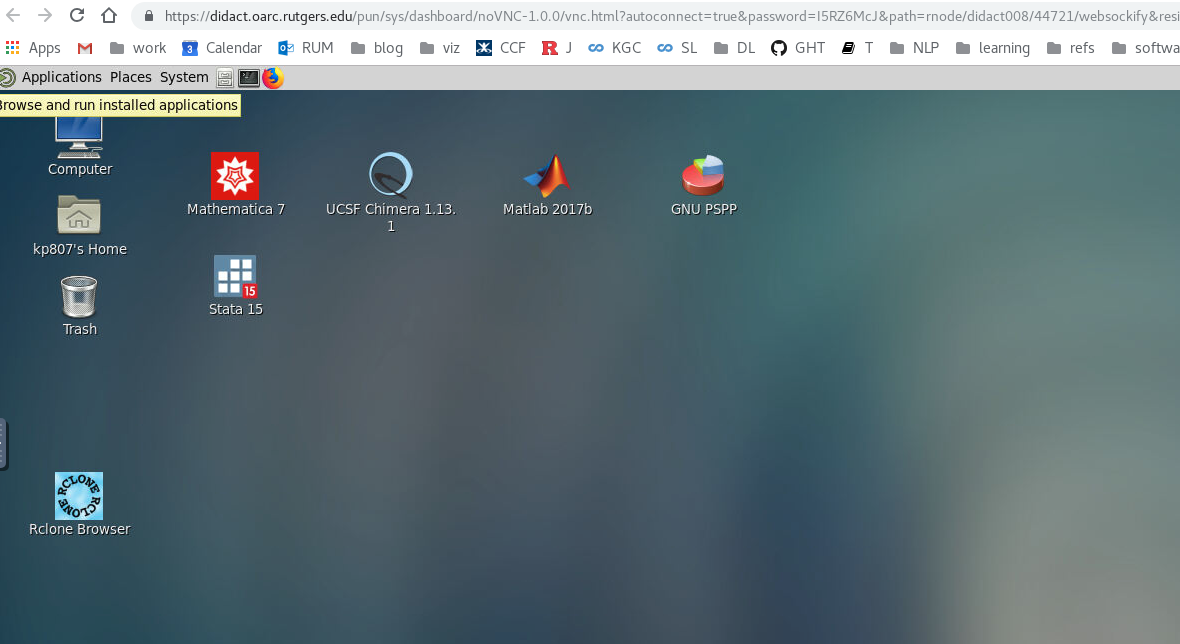 https://didact.oarc.rutgers.edu/pun/sys/dashboard/noVNC-1.0.0/vnc.html?autoconnect=true&password=I5RZ6McJ&path=rnode/didact008/44721/websockify&resi
Apps work 3 Calendar RUM blog viz CCF R J KGC SL DL GHT T NLP learning refs softwa
Applications Places System
Browse and run installed applications
Computer
Mathematica 7
UCSF Chimera 1.13.
1
Matlab 2017b
GNU PSPP
kp807's Home
15
Stata 15
Trash
RCLONE RCLONE
Rclone Browser